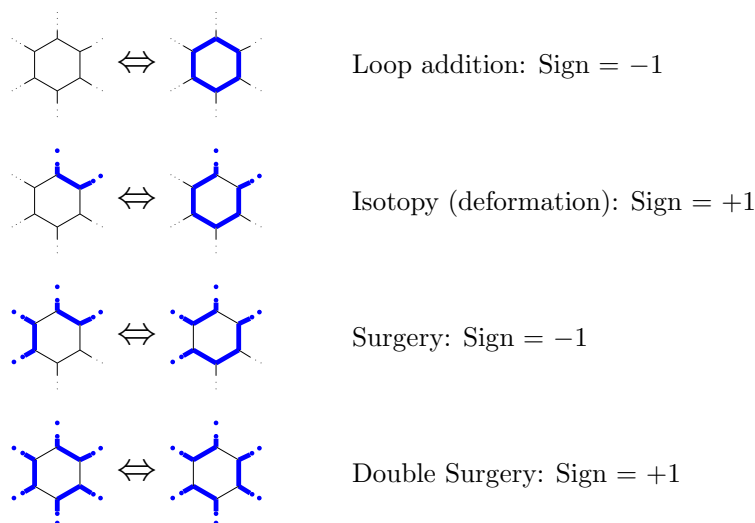 Loop addition: Sign = −1
Isotopy (deformation): Sign = +1
Surgery: Sign = −1
Double Surgery: Sign = +1